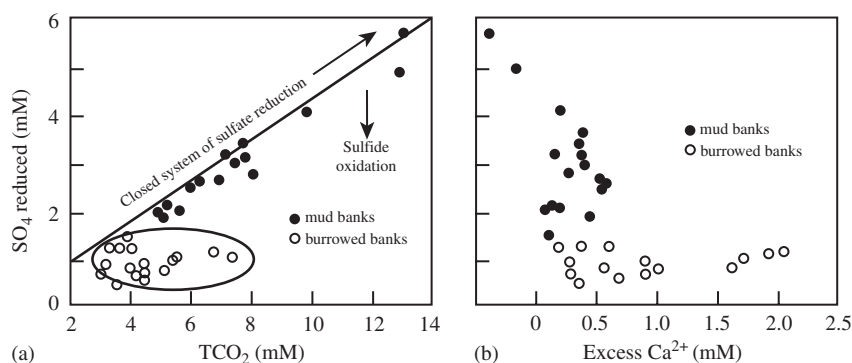 6
4
2
0
SO4 reduced (mM)
Closed system of sulfate reduction
Sulfide
oxidation
mud banks
burrowed banks
2 4 6 8 10 12 14
(a) TCO2 (mM)
mud banks
burrowed banks
0 0.5 1.0 1.5 2.0 2.5
(b) Excess Ca2+ (mM)